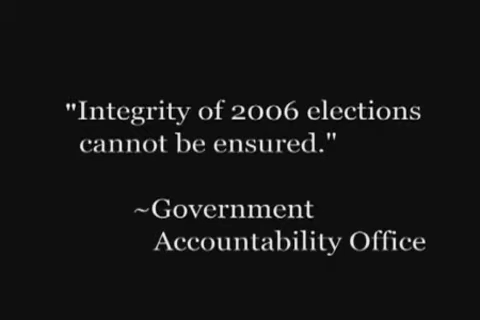 "Integrity of 2006 elections
cannot be ensured."
~Government
Accountability Office